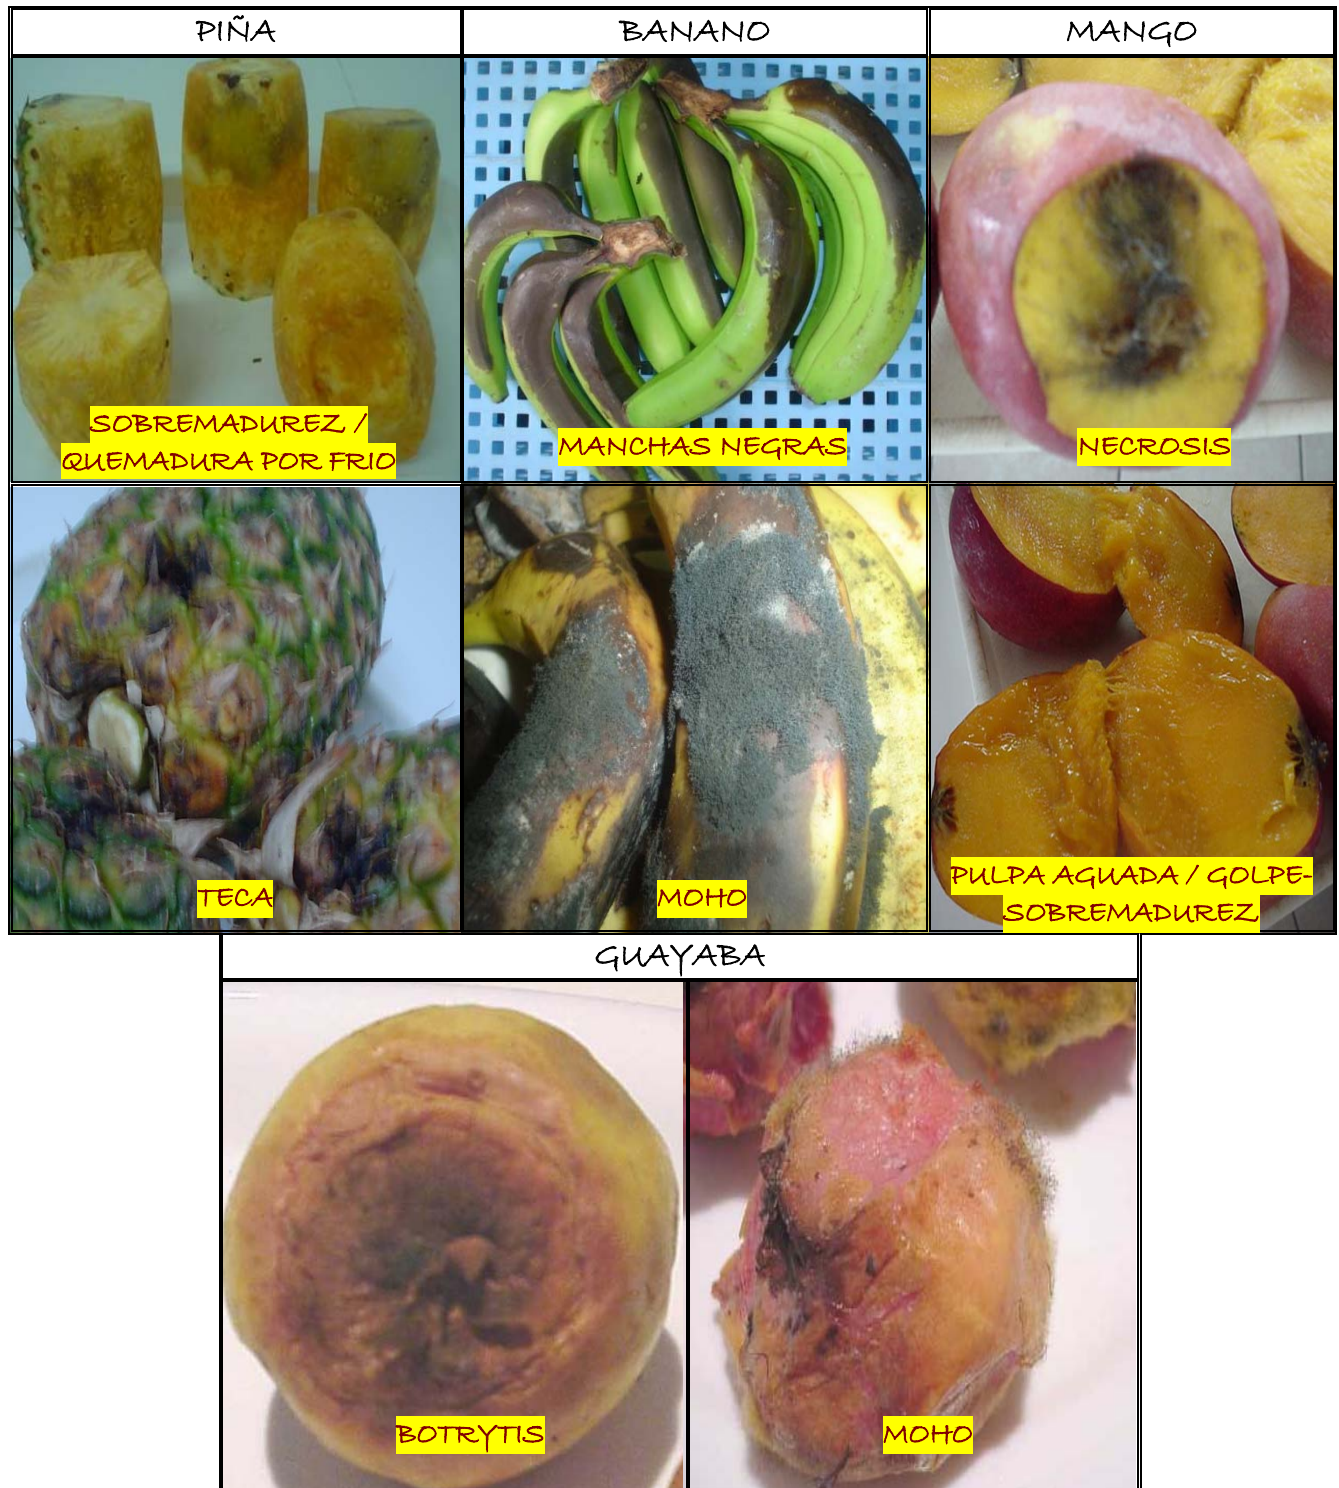 PIÑA
BANANO
MANGO
SOBREMADUREZ /
QUEMADURA POR FRIO
MANCHAS NEGRAS
NECROSIS
TECA
MOHO
PULPA AGUADA / GOLPE-
SOBREMADUREZ
GUAYABA
BOTRYTIS
MOHO